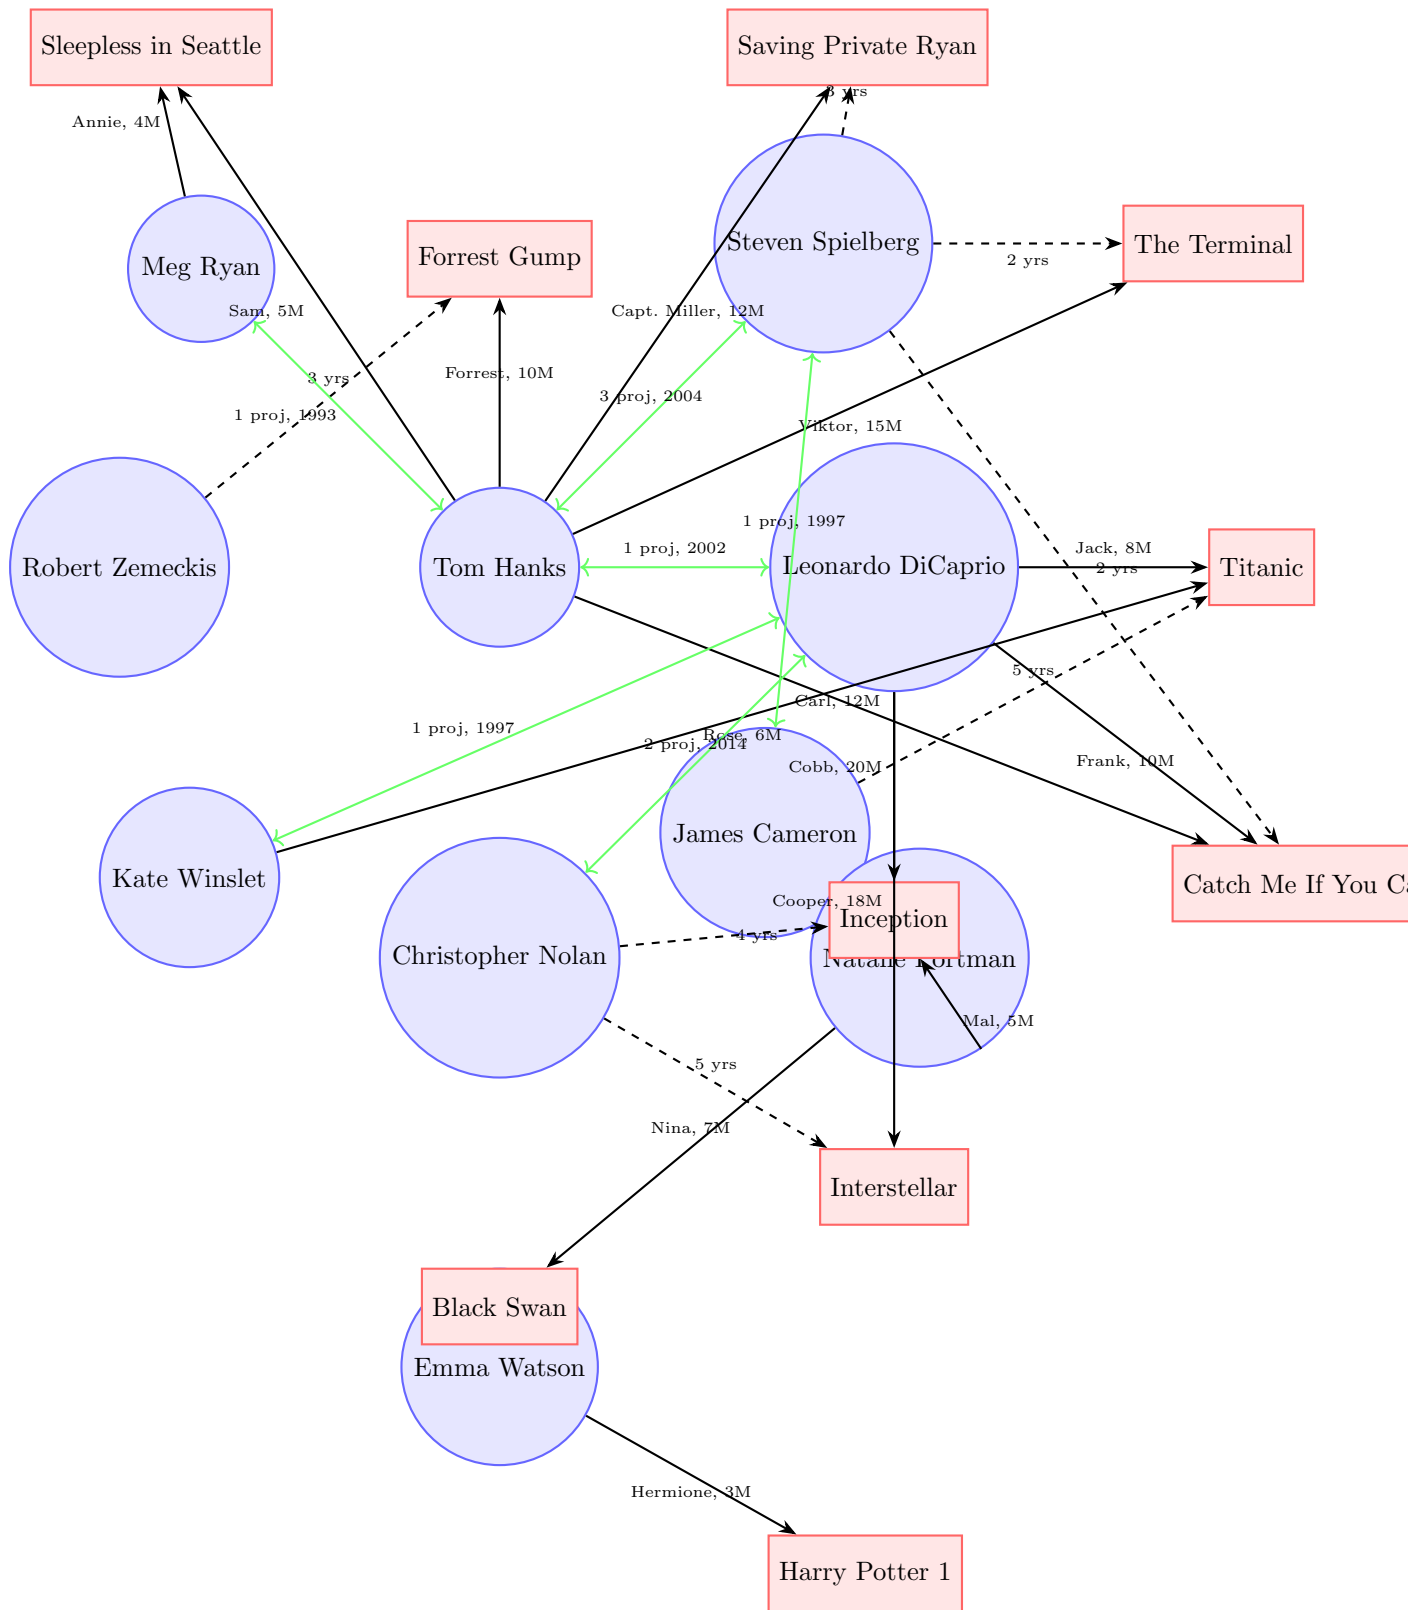 Sleepless in Seattle
Saving Private Ryan
3 yrs
Annie, 4M
Steven Spielberg
The Terminal
Forrest Gump
2 yrs
Meg Ryan
Sam, 5M
Capt. Miller, 12M
Forrest, 10M
3 yrs
3 proj, 2004
1 proj, 1993
Viktor, 15M
1 proj, 1997
1 proj, 2002
Jack, 8M
Robert Zemeckis
Tom Hanks
Leonardo DiCaprio
2 yrs
Titanic
5 yrs
Carl, 12M
1 proj, 1997
Rose, 6M
2 proj, 2014
Cobb, 20M
Frank, 10M
James Cameron
Kate Winslet
Catch Me If You Ca
Cooper, 18M
Inception
4 yrs
Christopher Nolan
Natalie Portman
Mal, 5M
5 yrs
Nina, 7M
Interstellar
Black Swan
Emma Watson
Hermione, 3M
Harry Potter 1